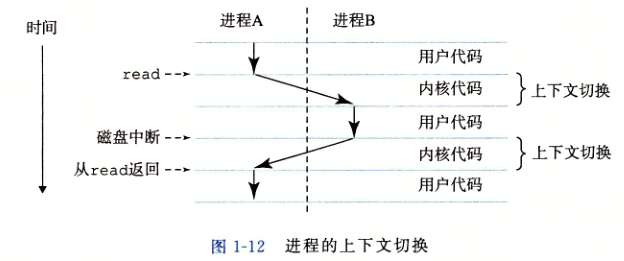 时间
进程A
进程B
用户代码
read
内核代码
上下文切换
用户代码
磁盘中断
内核代码
上下文切换
从read返回
用户代码
图 1-12 进程的上下文切换